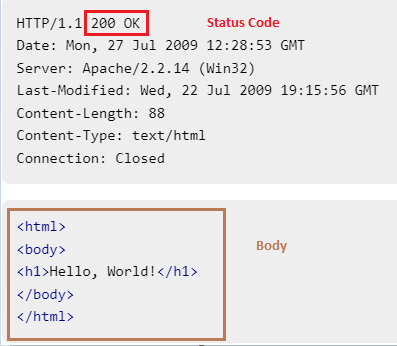 HTTP/1.1 200 OK Status Code
Date: Mon, 27 Jul 2009 12:28:53 GMT
Server: Apache/2.2.14 (Win32)
Last-Modified: Wed, 22 Jul 2009 19:15:56 GMT
Content-Length: 88
Content-Type: text/html
Connection: Closed
<html>
<body>
<h1>Hello, World!</h1>
</body>
</html>
Body